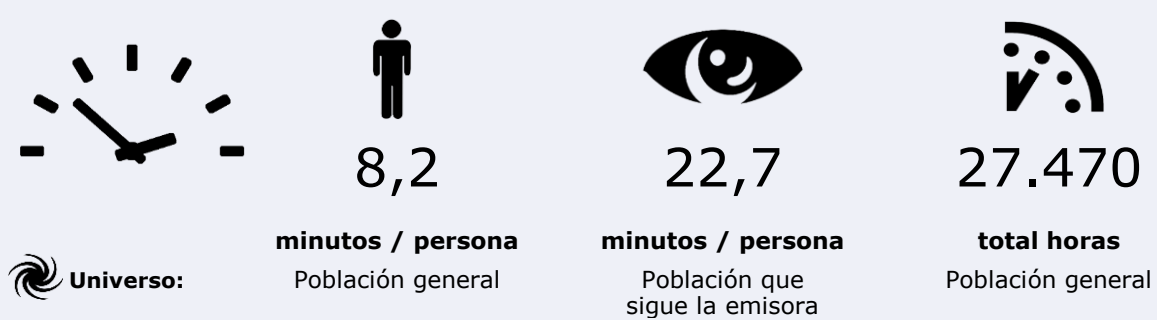 8,2
22,7
27.470
minutos / persona
minutos / persona
total horas
Universo:
Población general
Población que
sigue la emisora
Población general